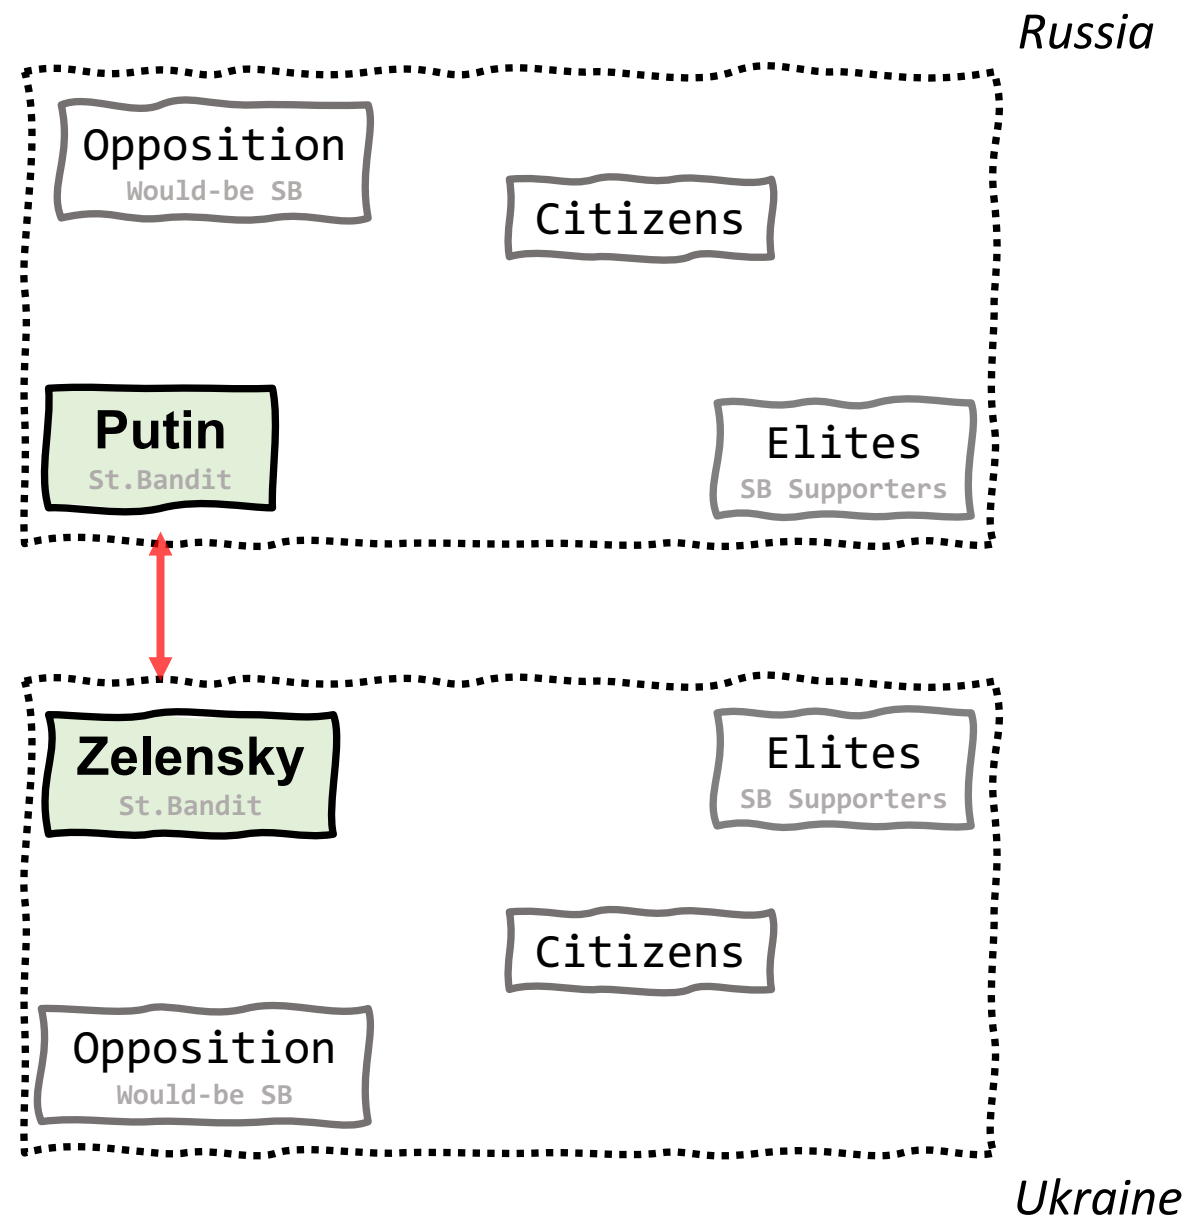 Russia
Opposition
Would-be SB
Citizens
Putin
St.Bandit
Elites
SB Supporters
Zelensky
St.Bandit
Elites
SB Supporters
Citizens
Opposition
Would-be SB
Ukraine